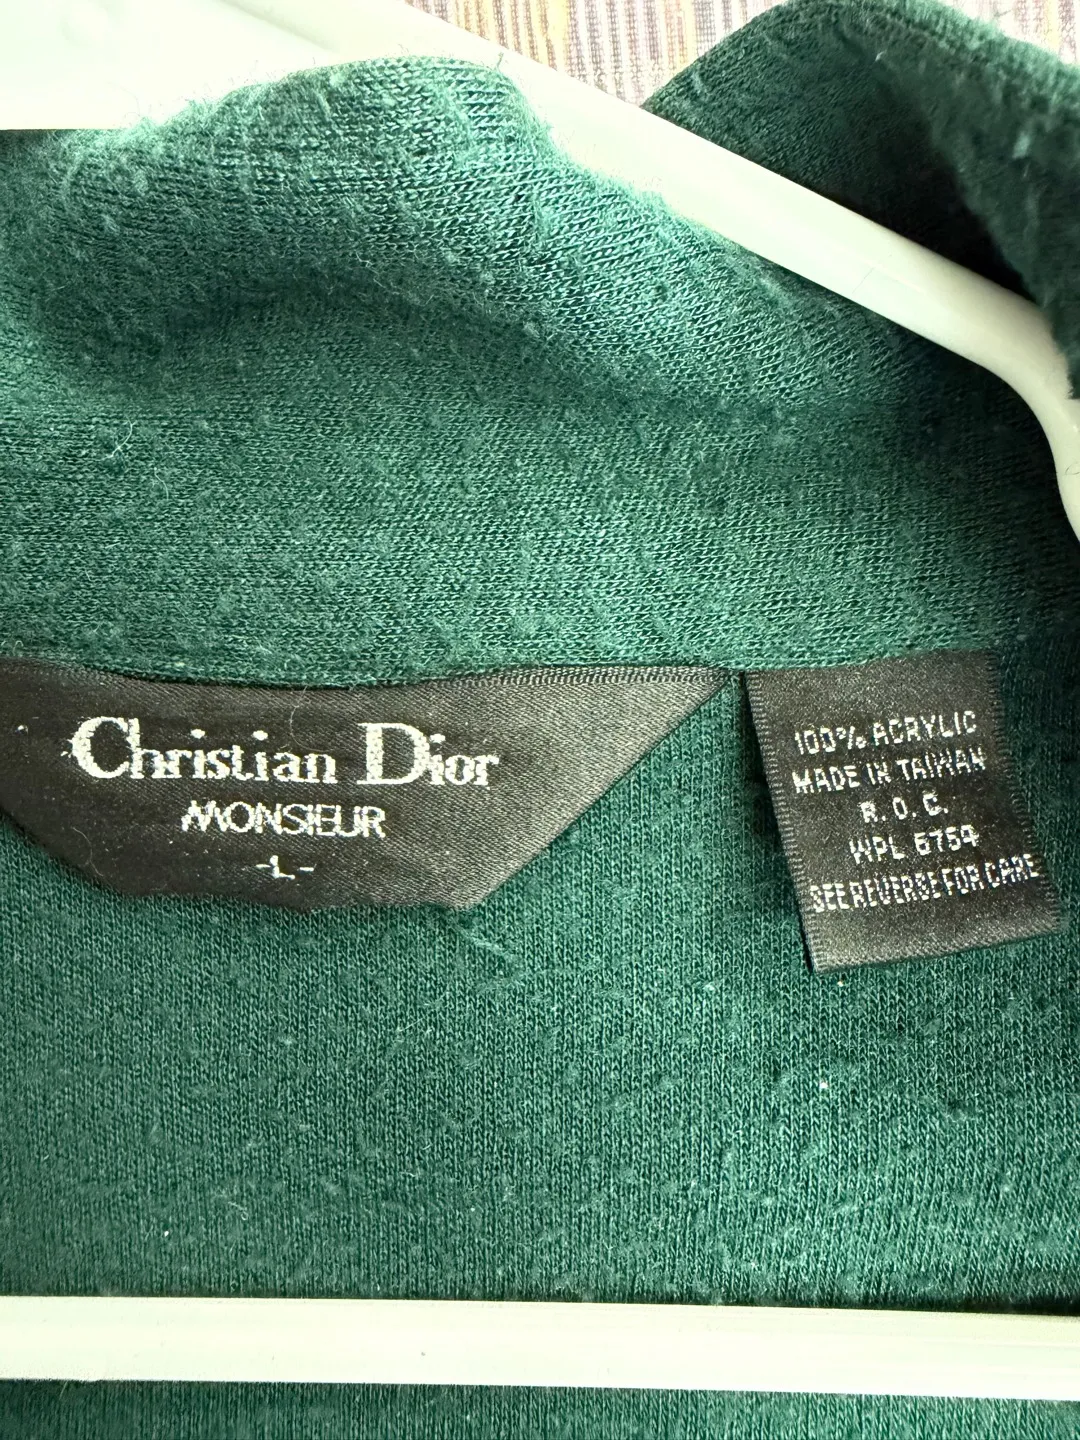 Christian Dior
MONSIEUR
-L-
100% ACRYLIC
MADE IN TAIWAN
R. O. C.
WPL 6754
SEE REVERSE FOR CARE